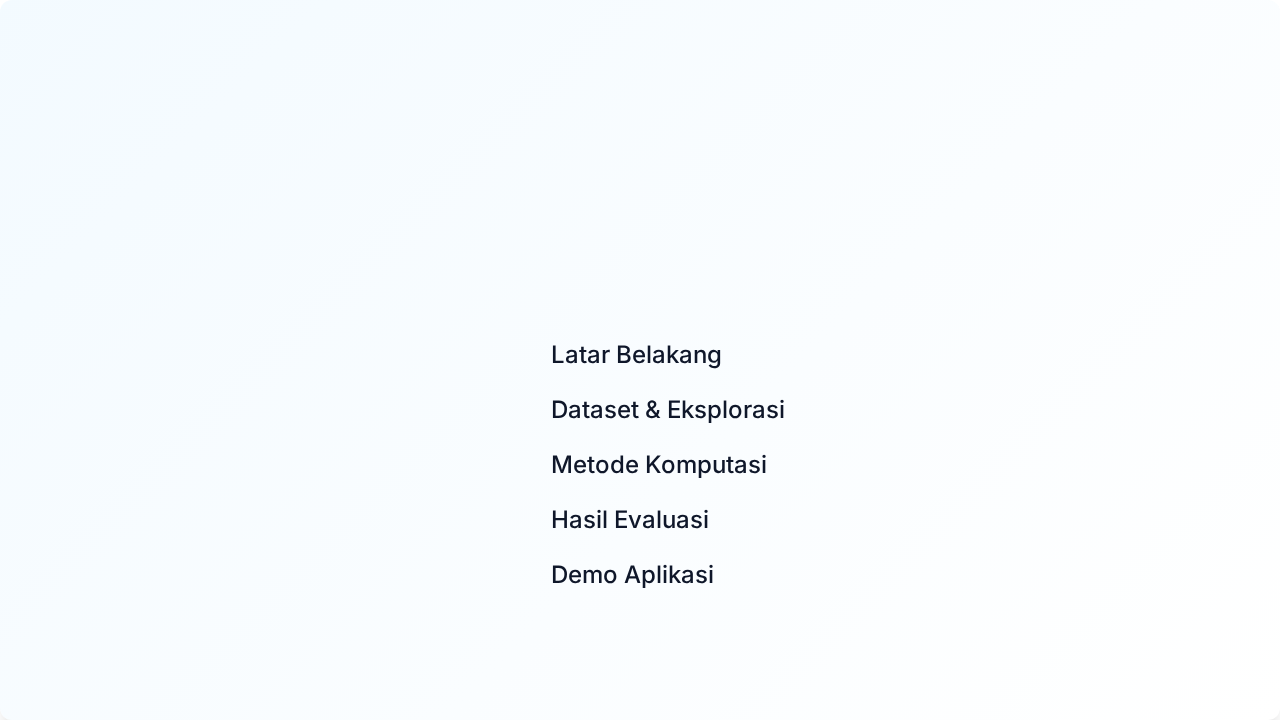 Latar Belakang
Dataset & Eksplorasi
Metode Komputasi
Hasil Evaluasi
Demo Aplikasi